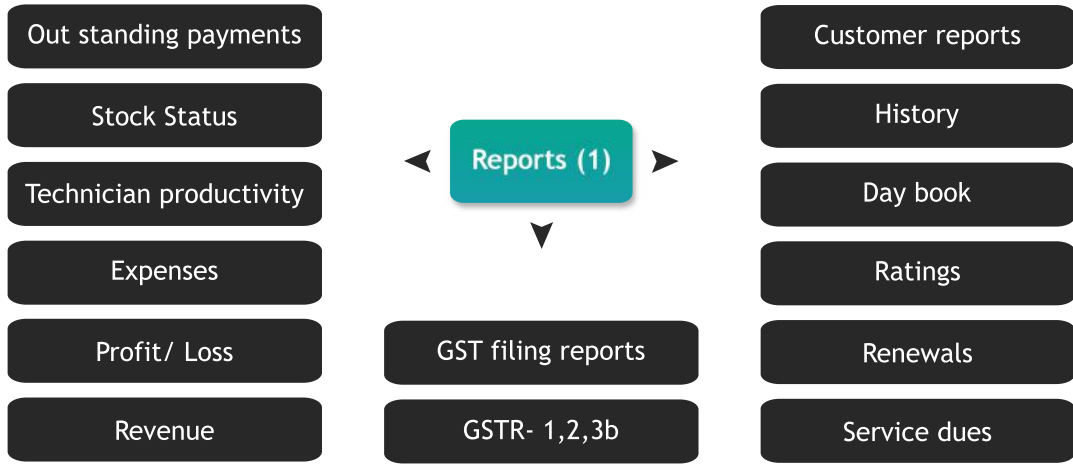 Out standing payments
Stock Status
Technician productivity
Expenses
Profit/ Loss
Revenue
Reports (1)
GST filing reports
GSTR- 1,2,3b
Customer reports
History
Day book
Ratings
Renewals
Service dues